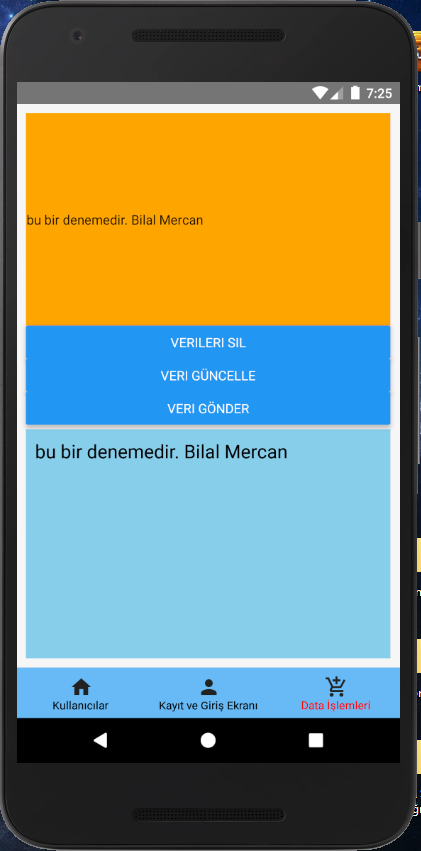 7:25
bu bir denemedir. Bilal Mercan
VERILERI SIL
VERI GÜNCELLE
VERI GÖNDER
bu bir denemedir. Bilal Mercan
Kullanıcılar
Kayıt ve Giriş Ekranı
Data İşlemleri